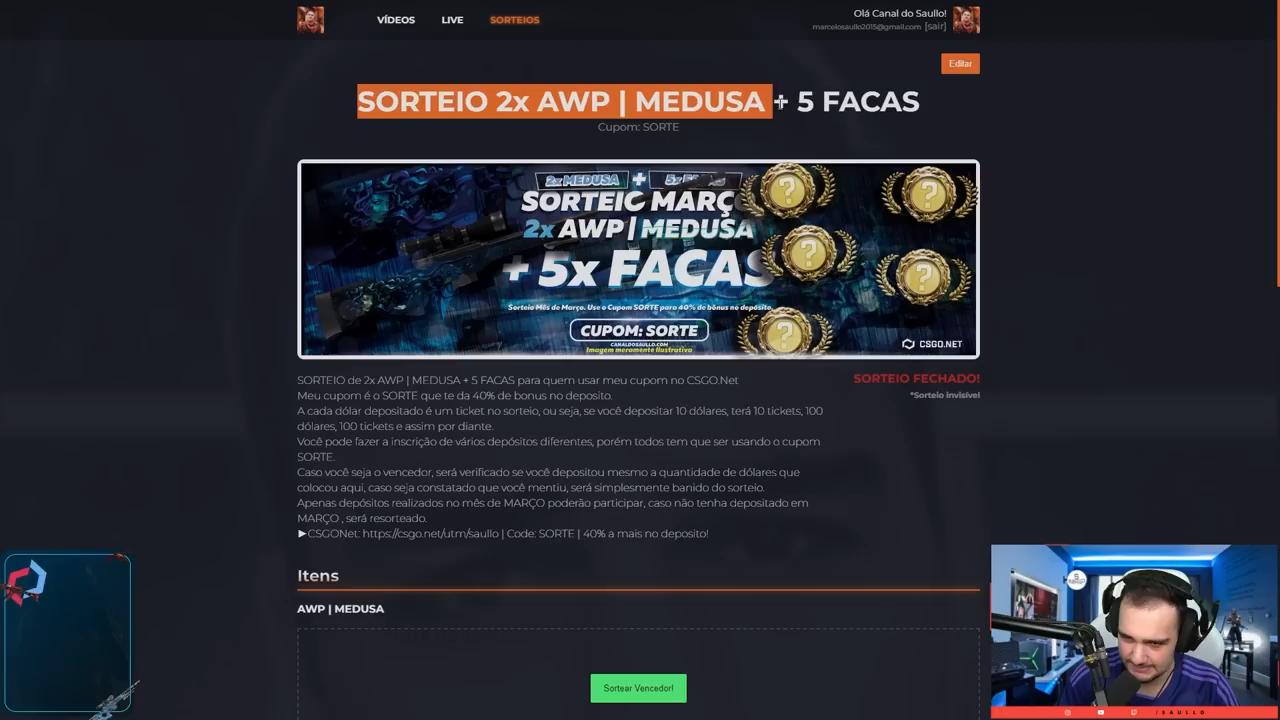 VÍDEOS LIVE SORTEIOS
Olá Canal do Saullo!
marcelosaullo2015@gmail.com [sair]
Editar
SORTEIO 2x AWP | MEDUSA + 5 FACAS
Cupom: SORTE
2x MEDUSA + 5x FACAS
SORTEIO MARÇO
2x AWP | MEDUSA
+ 5x FACAS
Sorteio Mês de Março. Use o Cupom SORTE para 40% de bônus no depósito.
CUPOM: SORTE
CANALDOSAULLO.COM
Imagem meramente Ilustrativa
CSGO.NET
SORTEIO de 2x AWP | MEDUSA + 5 FACAS para quem usar meu cupom no CSGO.Net
Meu cupom é o SORTE que te da 40% de bonus no deposito.
A cada dólar depositado é um ticket no sorteio, ou seja, se você depositar 10 dólares, terá 10 tickets, 100
dólares, 100 tickets e assim por diante.
Você pode fazer a inscrição de vários depósitos diferentes, porém todos tem que ser usando o cupom
SORTE.
Caso você seja o vencedor, será verificado se você depositou mesmo a quantidade de dólares que
colocou aqui, caso seja constatado que você mentiu, será simplesmente banido do sorteio.
Apenas depósitos realizados no mês de MARÇO poderão participar, caso não tenha depositado em
MARÇO , será resorteado.
►CSGONet: https://csgo.net/utm/saullo | Code: SORTE | 40% a mais no deposito!
SORTEIO FECHADO!
*Sorteio invisível
Itens
AWP | MEDUSA
Sortear Vencedor!
/SAULLO